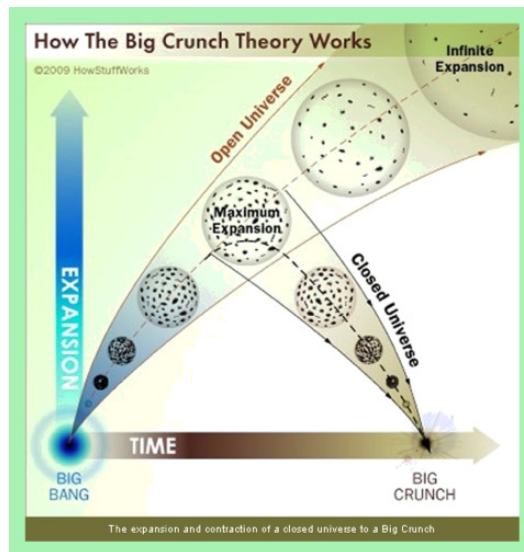 How The Big Crunch Theory Works
©2009 HowStuffWorks
Infinite
Expansion
Open Universe
Maximum
Expansion
Closed Universe
EXPANSION
TIME
BIG
BANG
BIG
CRUNCH
The expansion and contraction of a closed universe to a Big Crunch